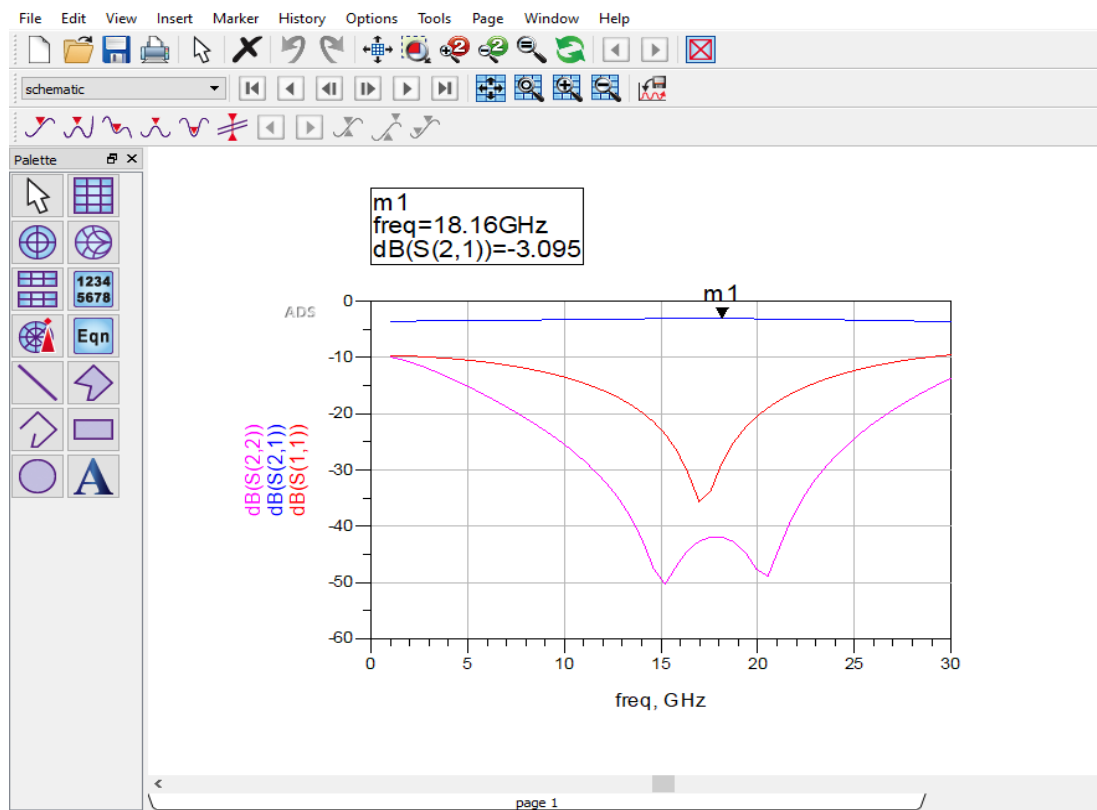 File Edit View Insert Marker History Options Tools Page Window Help
schematic
Palette
1234
5678
Eqn
A
m1
freq=18.16GHz
dB(S(2,1))=-3.095
ADS
m1
0
-10
-20
-30
-40
-50
-60
dB(S(2,2))
dB(S(2,1))
dB(S(1,1))
0 5 10 15 20 25 30
freq, GHz
page 1